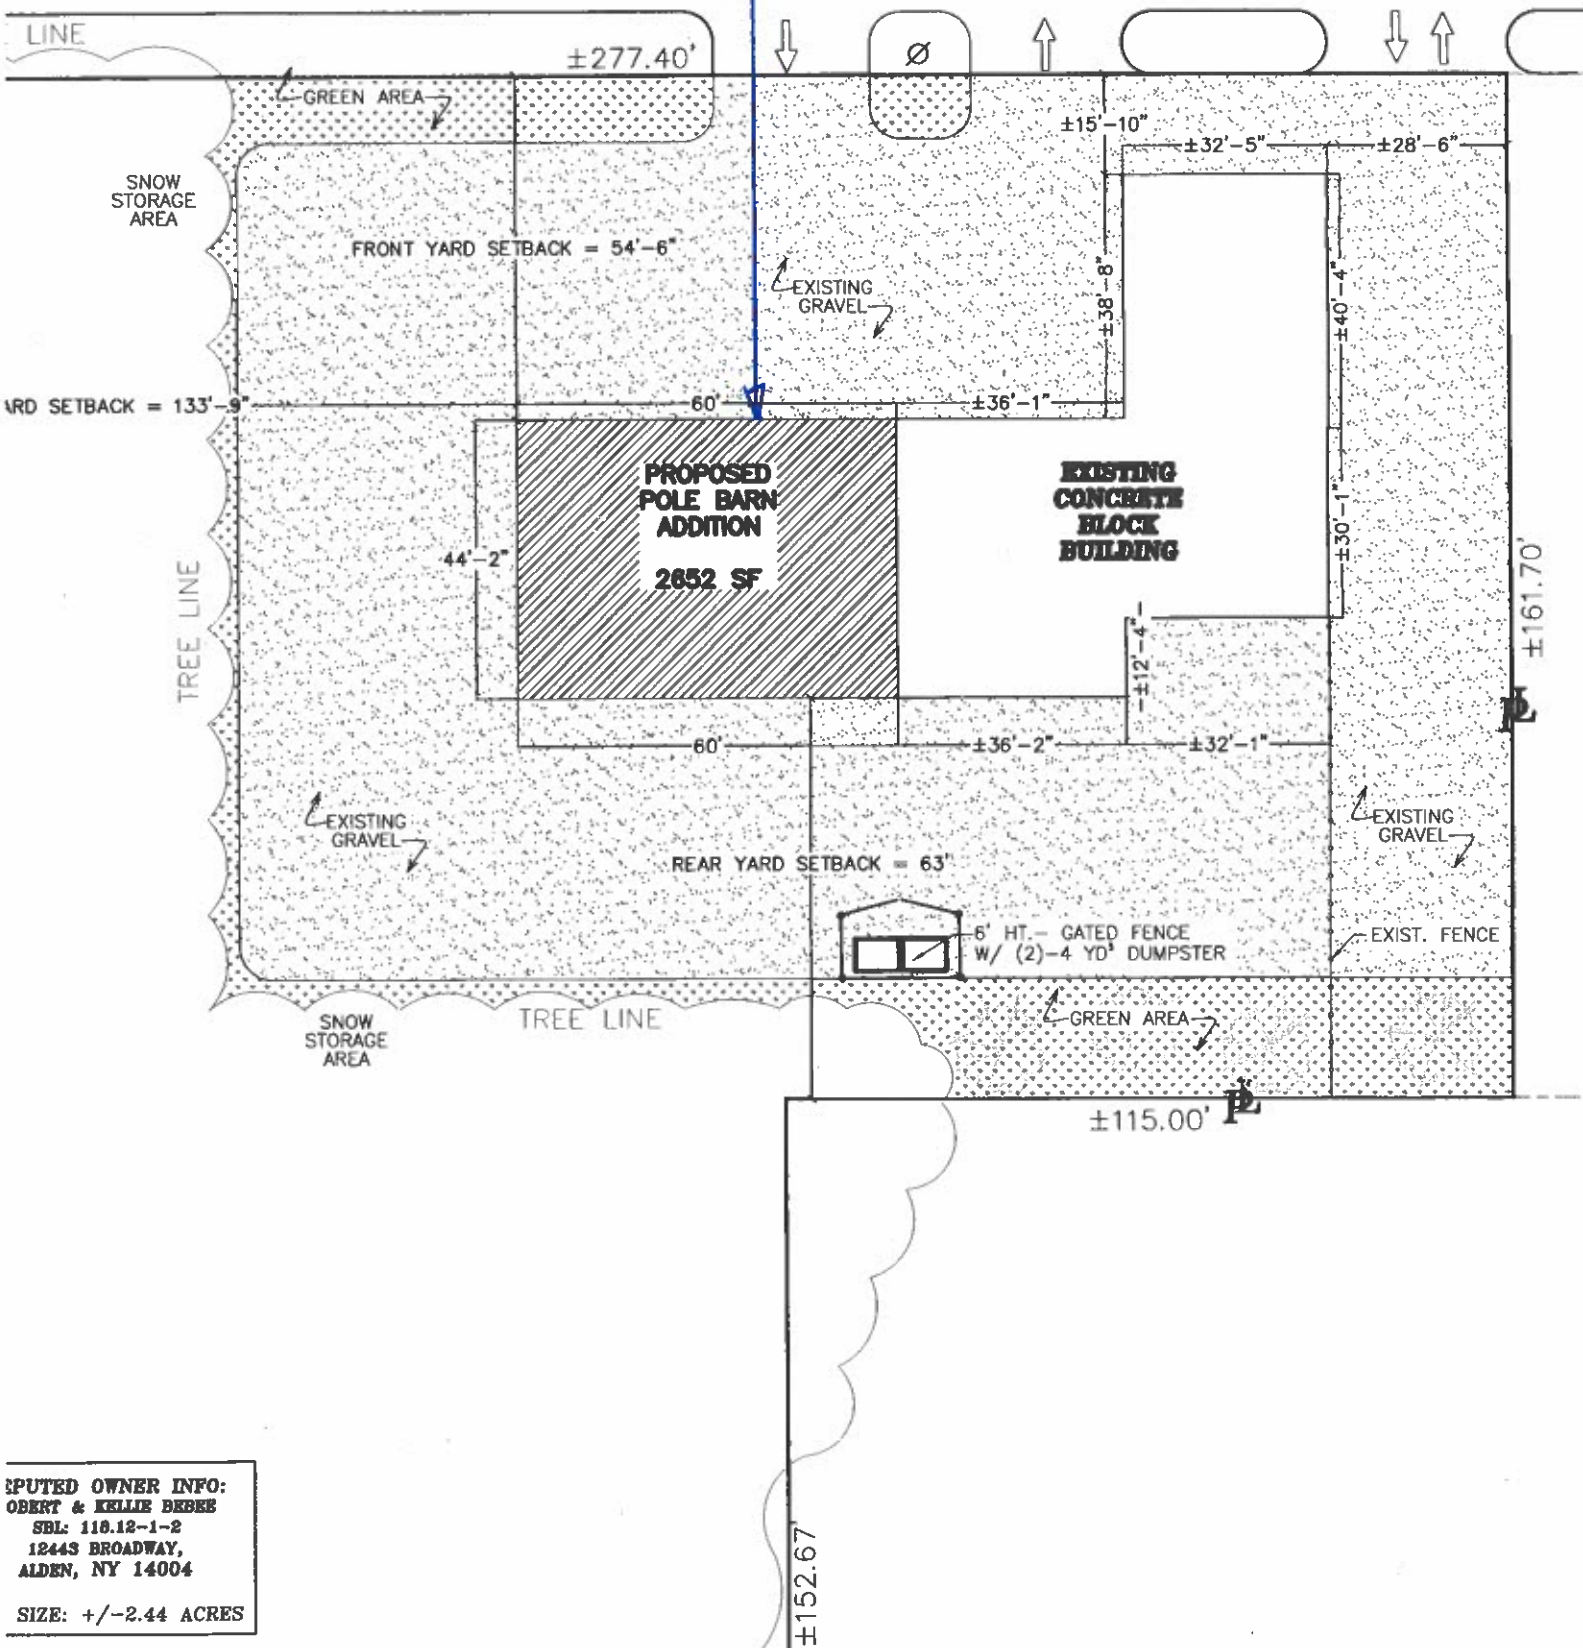 LINE
±277.40'
Ø
GREEN AREA
±15'-10"
±32'-5"
±28'-6"
SNOW
STORAGE
AREA
FRONT YARD SETBACK = 54'-6"
EXISTING
GRAVEL
±38'-8"
±40'-4"
ARD SETBACK = 133'-9"
60'
±36'-1"
PROPOSED
POLE BARN
ADDITION
2652 SF
EXISTING
CONCRETE
BLOCK
BUILDING
44'-2"
±30'-1"
±161.70'
TREE LINE
±12'-4"
PL
60'
±36'-2"
±32'-1"
EXISTING
GRAVEL
EXISTING
GRAVEL
REAR YARD SETBACK = 63'
6' HT.- GATED FENCE
W/ (2)-4 YD³ DUMPSTER
EXIST. FENCE
SNOW
STORAGE
AREA
TREE LINE
GREEN AREA
±115.00'
PL
EPUTED OWNER INFO:
OBERT & KELLIE BEBEE
SBL: 118.12-1-2
12443 BROADWAY,
ALDEN, NY 14004
SIZE: +/-2.44 ACRES
±152.67'